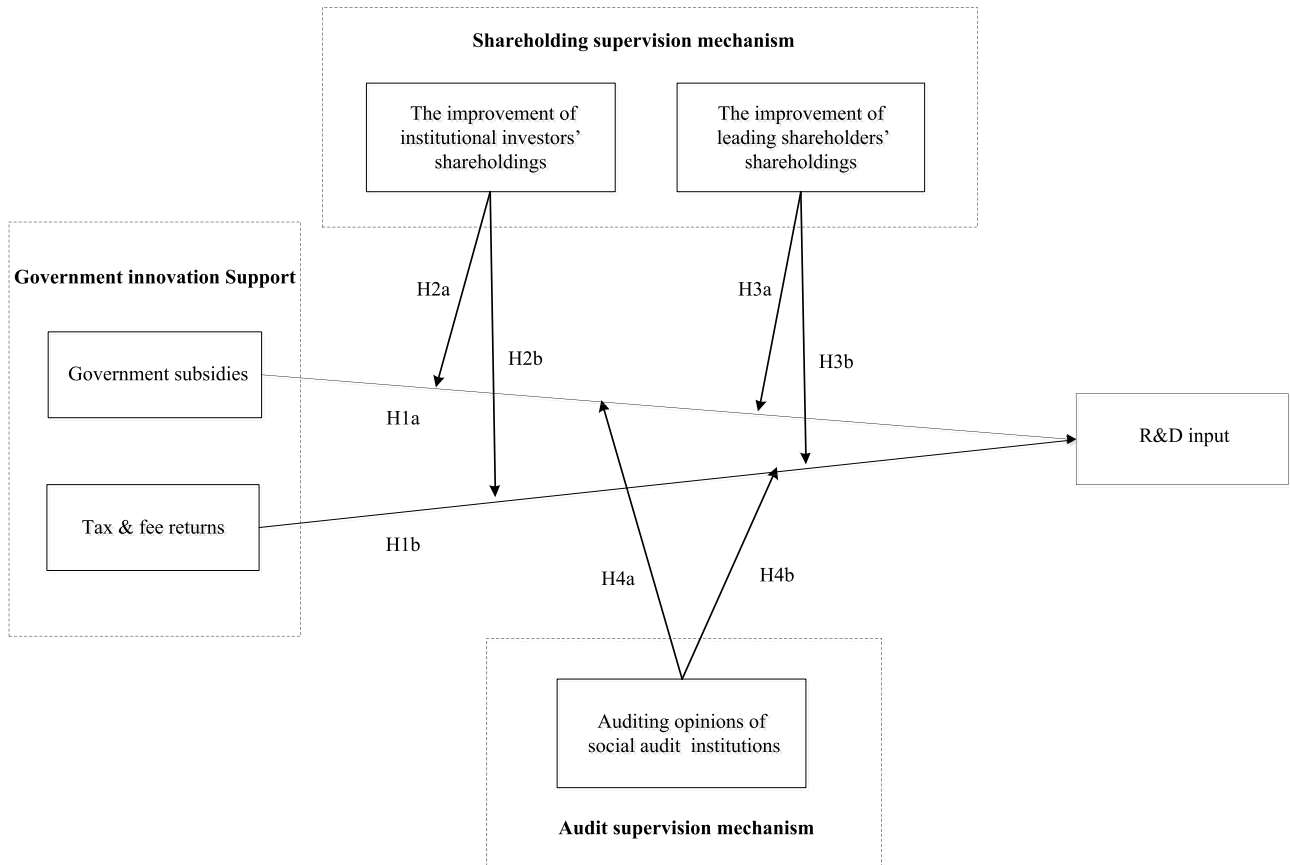 Shareholding supervision mechanism
The improvement of
institutional investors’
shareholdings
The improvement of
leading shareholders’
shareholdings
Government innovation Support
H2a
H3a
H2b
H3b
Government subsidies
H1a
R&D input
Tax & fee returns
H1b
H4a
H4b
Auditing opinions of
social audit institutions
Audit supervision mechanism